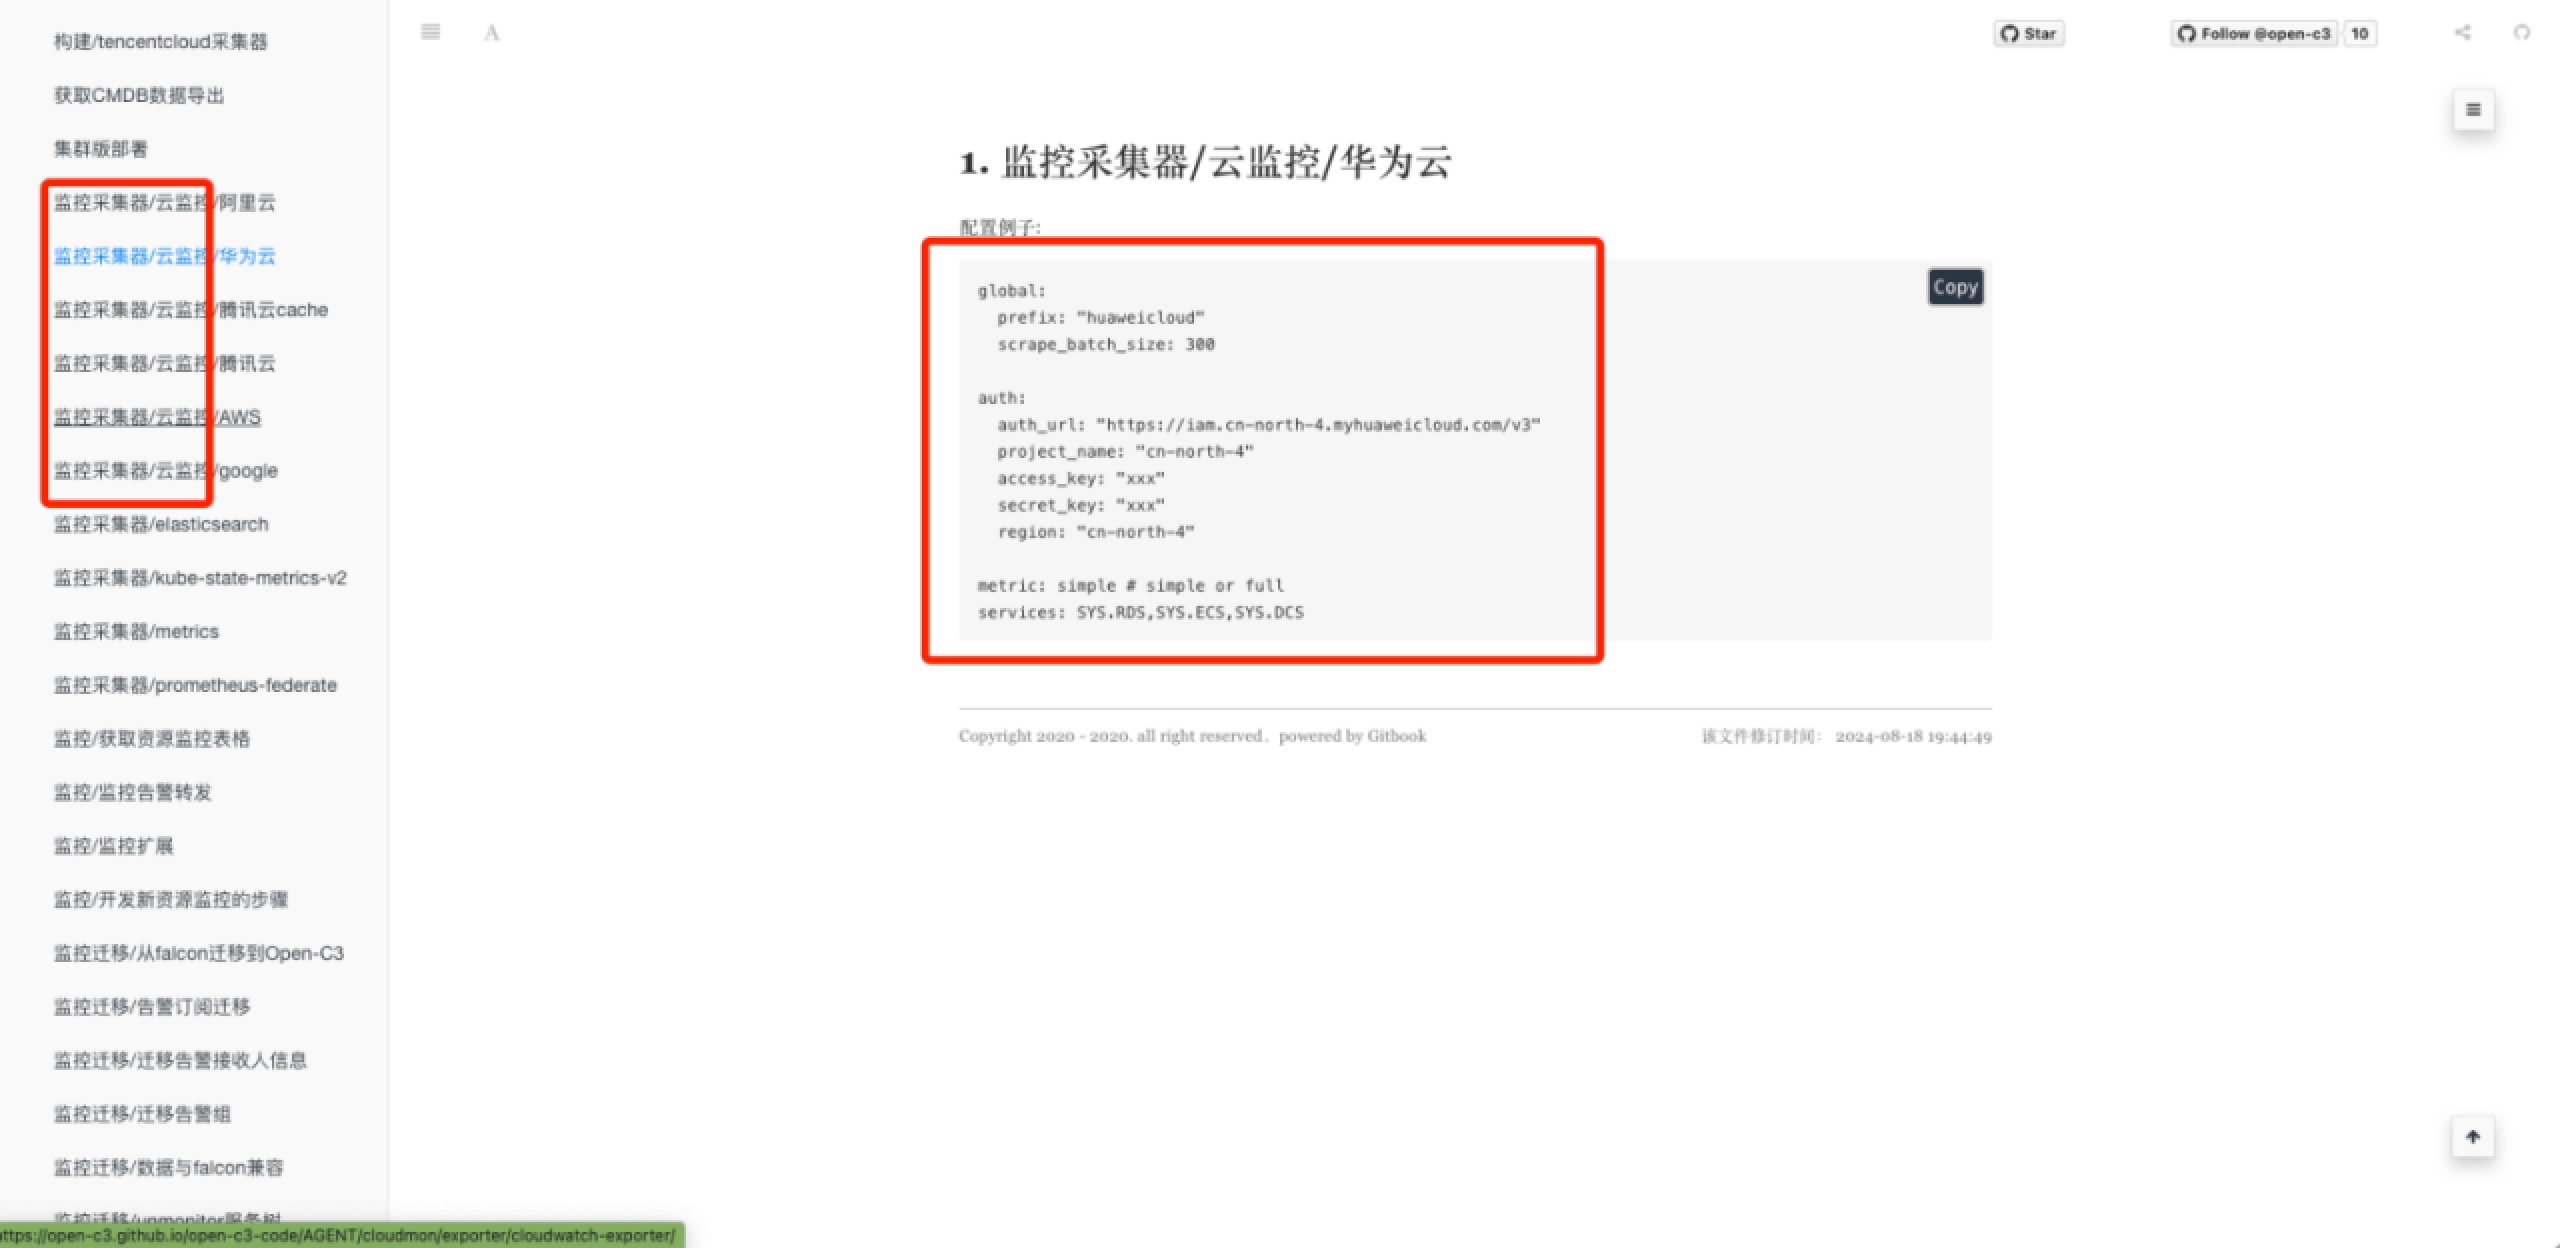 构建/tencentcloud采集器
获取CMDB数据导出
集群版部署
监控采集器/云监控/阿里云
监控采集器/云监控/华为云
监控采集器/云监控/腾讯云cache
监控采集器/云监控/腾讯云
监控采集器/云监控/AWS
监控采集器/云监控/google
监控采集器/elasticsearch
监控采集器/kube-state-metrics-v2
监控采集器/metrics
监控采集器/prometheus-federate
监控/获取资源监控表格
监控/监控告警转发
监控/监控扩展
监控/开发新资源监控的步骤
监控迁移/从falcon迁移到Open-C3
监控迁移/告警订阅迁移
监控迁移/迁移告警接收人信息
监控迁移/迁移告警组
监控迁移/数据与falcon兼容
监控迁移/unmonitor服务树
ttps://open-c3.github.io/open-c3-code/AGENT/cloudmon/exporter/cloudwatch-exporter/
A
Star
Follow @open-c3 10
1. 监控采集器/云监控/华为云
配置例子:
Copy
global:
  prefix: "huaweicloud"
  scrape_batch_size: 300
auth:
  auth_url: "https://iam.cn-north-4.myhuaweicloud.com/v3"
  project_name: "cn-north-4"
  access_key: "xxx"
  secret_key: "xxx"
  region: "cn-north-4"
metric: simple # simple or full
services: SYS.RDS,SYS.ECS,SYS.DCS
Copyright 2020 - 2020. all right reserved，powered by Gitbook
该文件修订时间： 2024-08-18 19:44:49